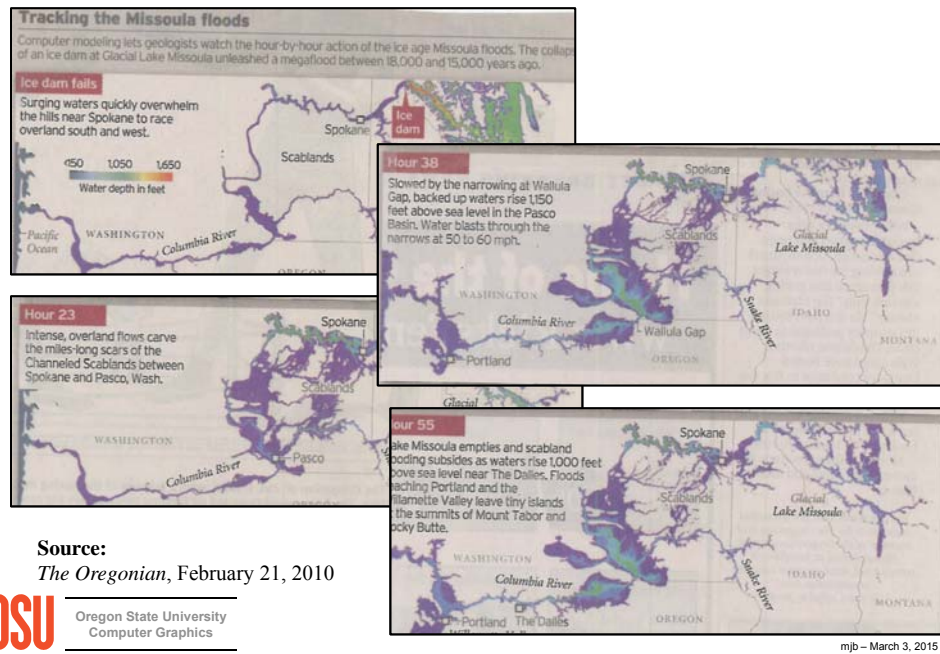 Tracking the Missoula floods
Computer modeling lets geologists watch the hour-by-hour action of the ice age Missoula floods. The collaps
of an ice dam at Glacial Lake Missoula unleashed a megaflood between 18,000 and 15,000 years ago.
Ice dam fails
Surging waters quickly overwhelm
the hills near Spokane to race
overland south and west.
Spokane
Ice
dam
Scablands
1,050 1,650
Water depth in feet
Pacific
Ocean
WASHINGTON
Columbia River
OREGON
Hour 38
Slowed by the narrowing at Wallula
Gap, backed up waters rise 1,150
feet above sea level in the Pasco
Basin. Water blasts through the
narrows at 50 to 60 mph.
Spokane
Scablands
Glacial
Lake Missoula
WASHINGTON
Columbia River
Snake River
IDAHO
Wallula Gap
Portland
OREGON
MONTANA
Hour 23
Intense, overland flows carve
the miles-long scars of the
Channeled Scablands between
Spokane and Pasco, Wash.
Spokane
Scablands
Glacial
WASHINGTON
Pasco
Columbia River
our 55
ake Missoula empties and scabland
ooding subsides as waters rise 1,000 feet
bove sea level near The Dalles. Floods
aching Portland and the
illamette Valley leave tiny islands
t the summits of Mount Tabor and
ocky Butte.
Spokane
Scablands
Glacial
Lake Missoula
WASHINGTON
Columbia River
Snake River
IDAHO
MONTANA
Portland
The Dalles
OREGON
Source:
The Oregonian, February 21, 2010
OSU
Oregon State University
Computer Graphics
mjb – March 3, 2015